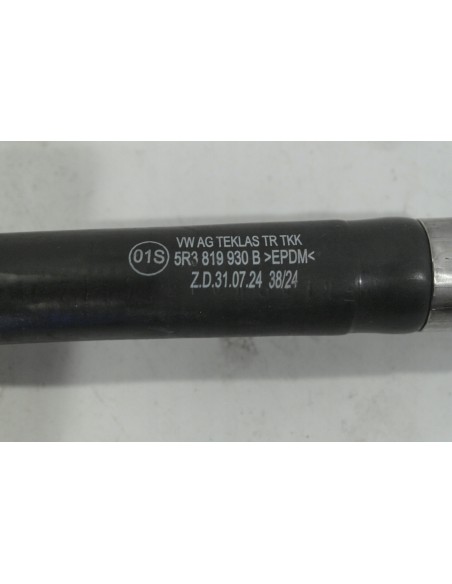 VW AG TEKLAS TR TKK
01S 5R3 819 930 B >EPDM<
Z.D.31.07.24 38/24